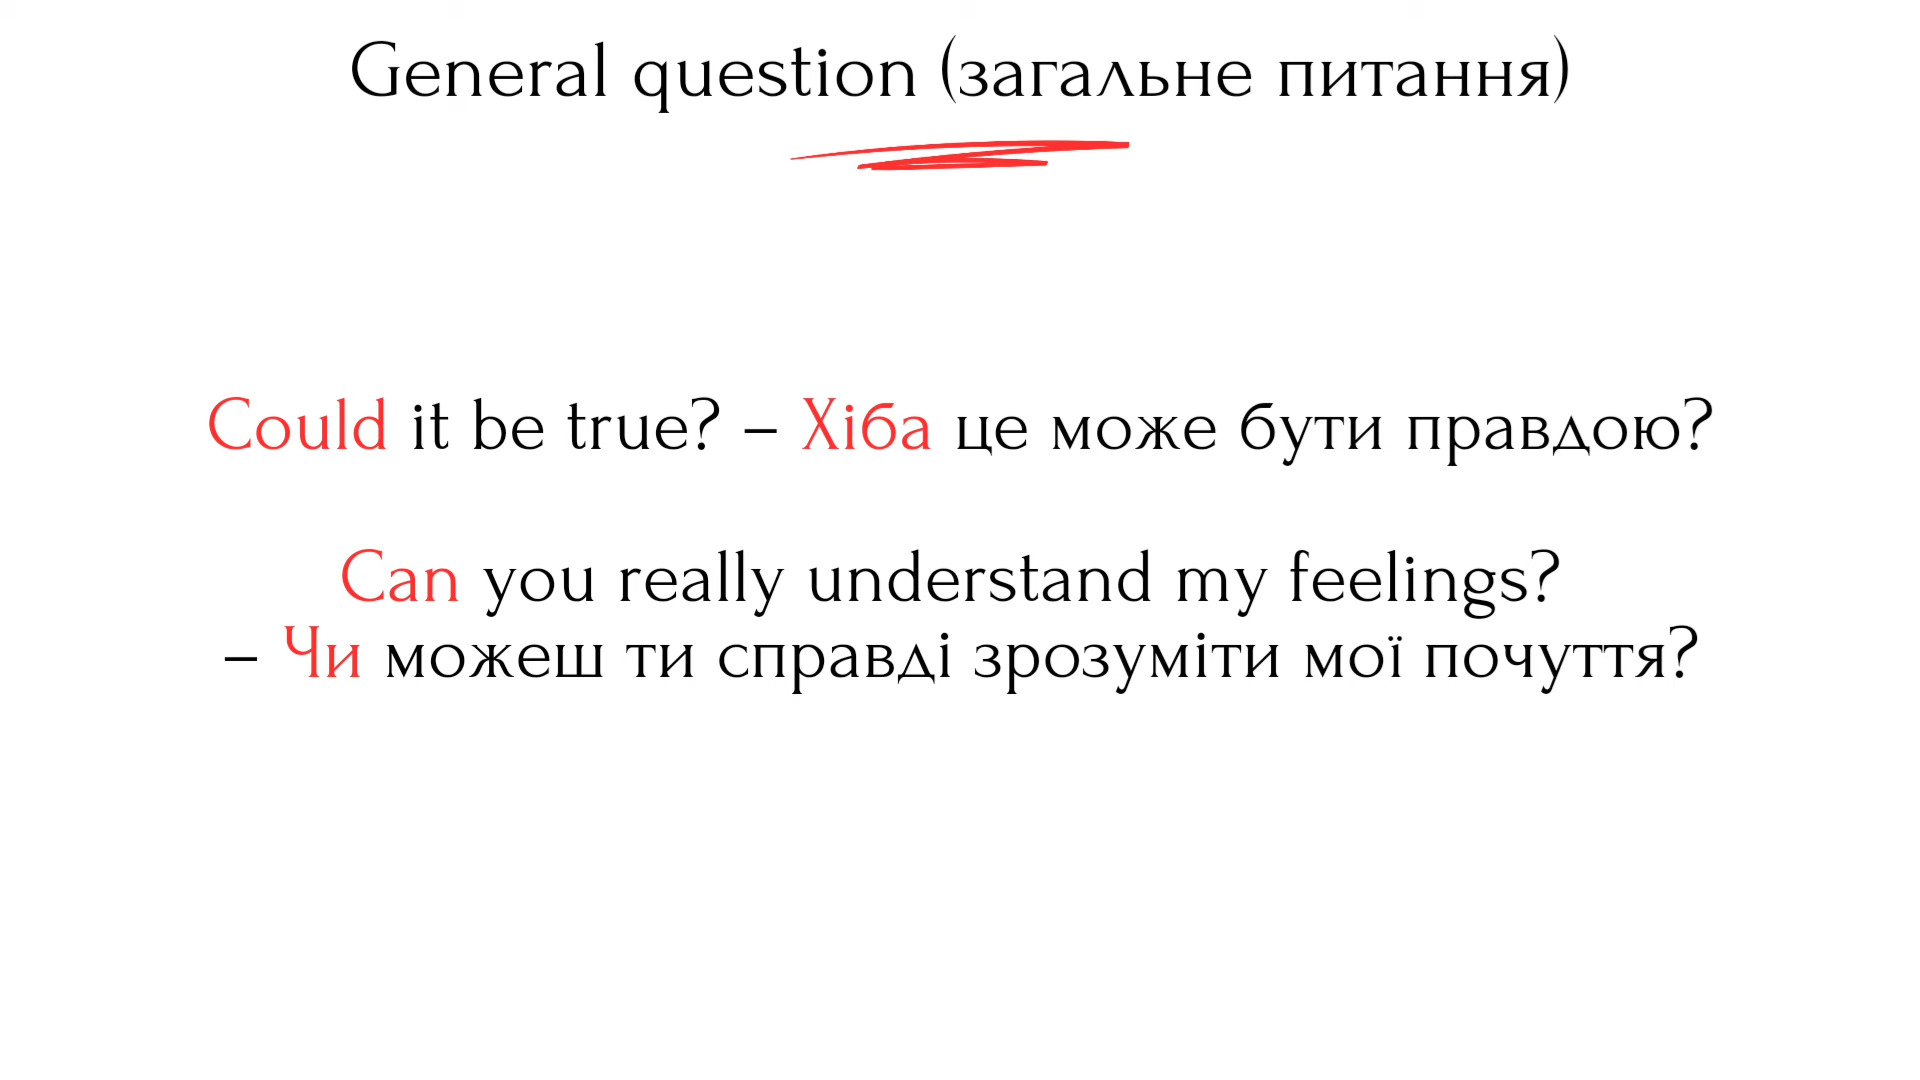 General question (загальне питання)
Could it be true? – Хіба це може бути правдою?
Can you really understand my feelings?
– Чи можеш ти справді зрозуміти мої почуття?